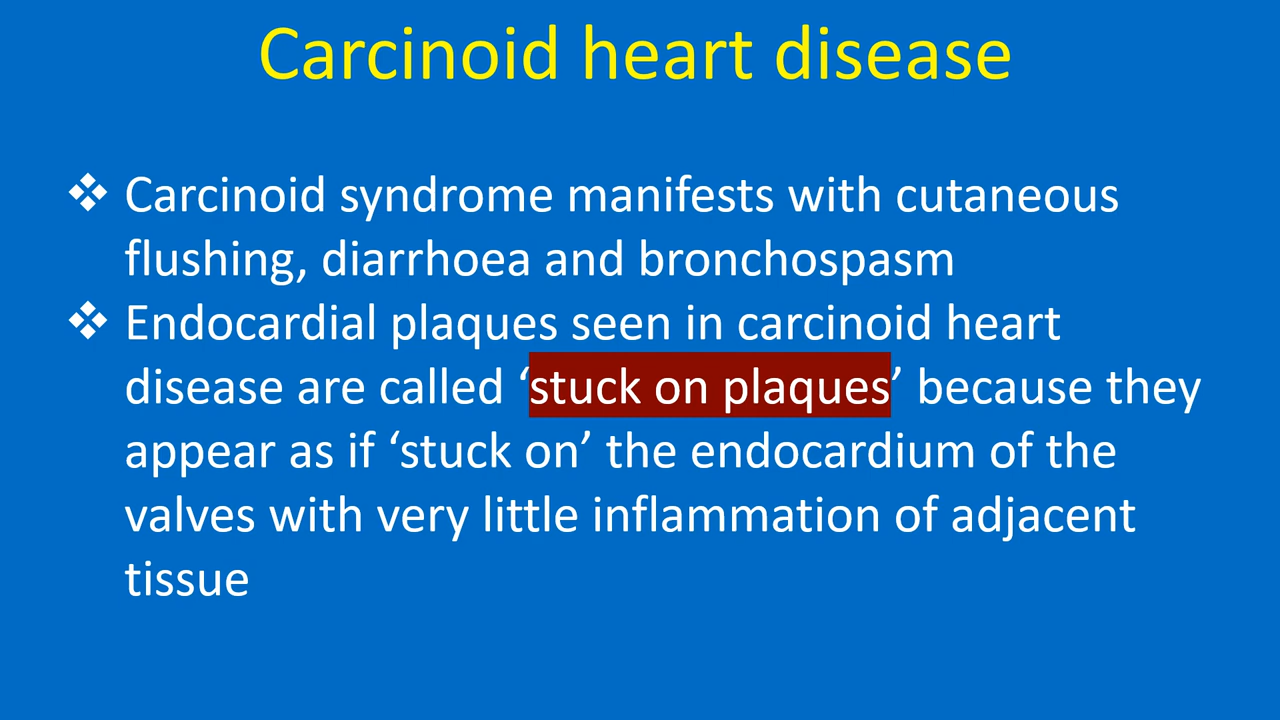 Carcinoid heart disease
❖ Carcinoid syndrome manifests with cutaneous
flushing, diarrhoea and bronchospasm
❖ Endocardial plaques seen in carcinoid heart
disease are called ‘stuck on plaques’ because they
appear as if ‘stuck on’ the endocardium of the
valves with very little inflammation of adjacent
tissue